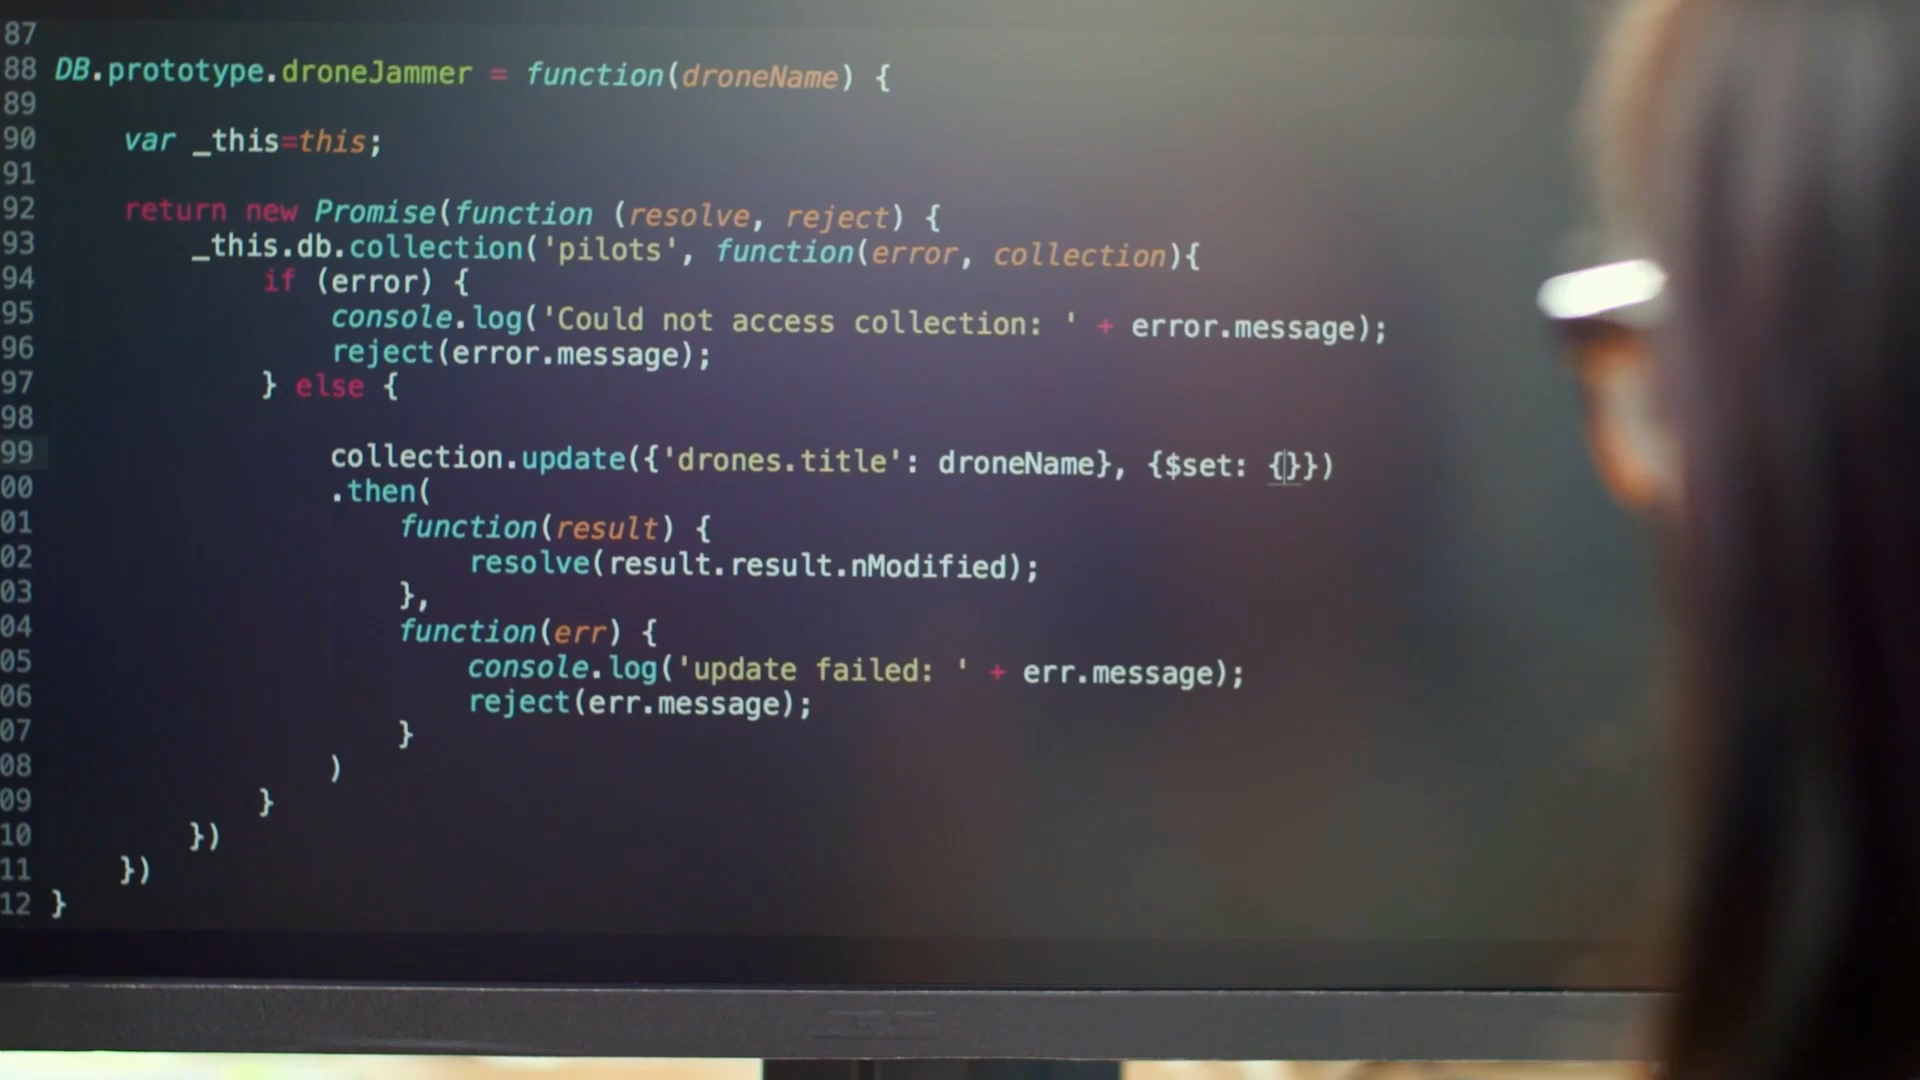 87
88 DB.prototype.droneJammer = function(droneName) {
89
90 var _this=this;
91
92 return new Promise(function (resolve, reject) {
93 _this.db.collection('pilots', function(error, collection){
94 if (error) {
95 console.log('Could not access collection: ' + error.message);
96 reject(error.message);
97 } else {
98
99 collection.update({'drones.title': droneName}, {$set: {}})
00 .then(
01 function(result) {
02 resolve(result.result.nModified);
03 },
04 function(err) {
05 console.log('update failed: ' + err.message);
06 reject(err.message);
07 }
08 )
09 }
10 })
11 })
12 }